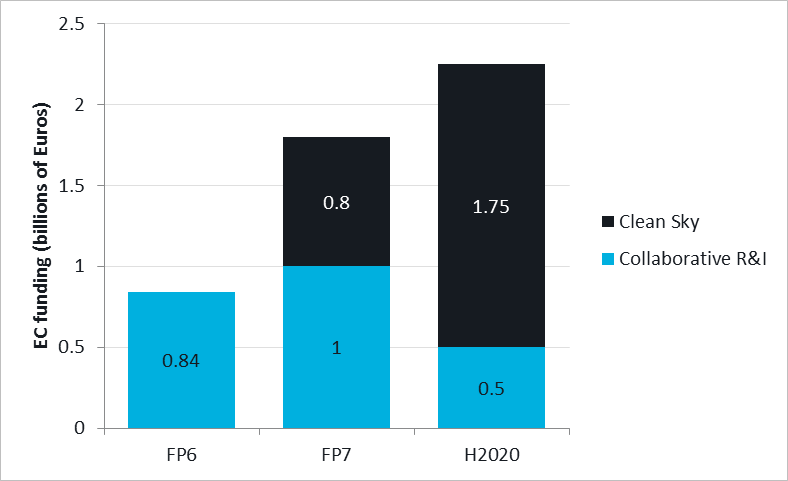 2.5
2
1.5
1
0.5
0
EC funding (billions of Euros)
0.84
1
0.8
0.5
1.75
FP6
FP7
H2020
Clean Sky
Collaborative R&I